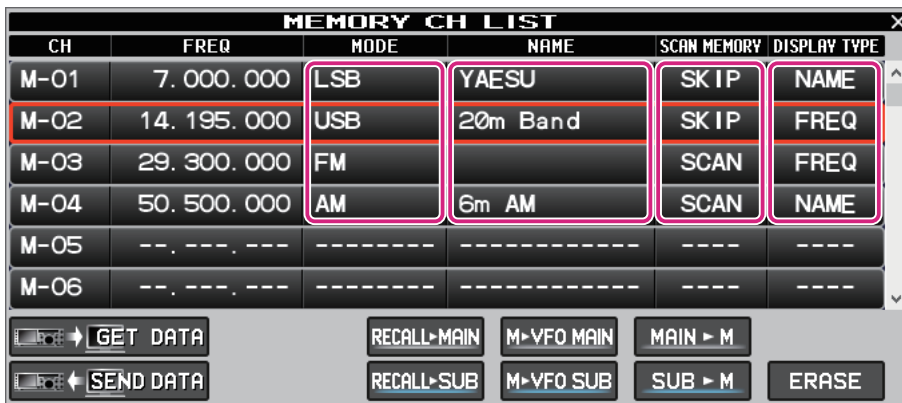 MEMORY CH LIST X
CH FREQ MODE NAME SCAN MEMORY DISPLAY TYPE
M-01 7.000.000 LSB YAESU SKIP NAME
M-02 14.195.000 USB 20m Band SKIP FREQ
M-03 29.300.000 FM SCAN FREQ
M-04 50.500.000 AM 6m AM SCAN NAME
M-05 --.---.--- -------- ------------ ---- ----
M-06 --.---.--- -------- ------------ ---- ----
GET DATA RECALL►MAIN M►VFO MAIN MAIN ► M
SEND DATA RECALL►SUB M►VFO SUB SUB ► M ERASE